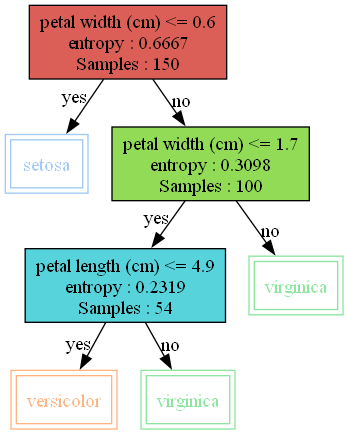 petal width (cm) <= 0.6
entropy : 0.6667
Samples : 150
yes
no
setosa
petal width (cm) <= 1.7
entropy : 0.3098
Samples : 100
yes
no
petal length (cm) <= 4.9
entropy : 0.2319
Samples : 54
virginica
yes
no
versicolor
virginica